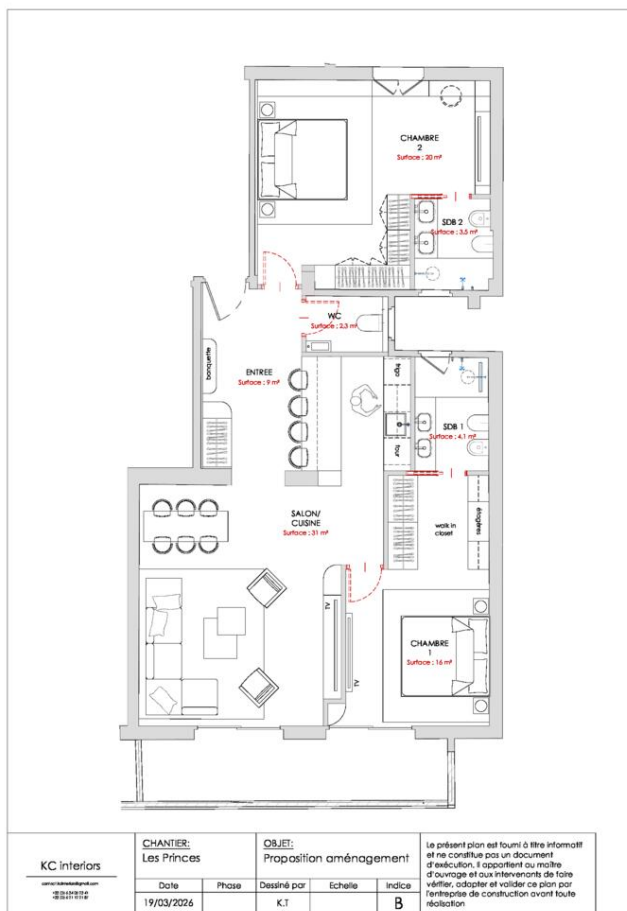 CHAMBRE
2
Surface : 20 m²
SDB 2
Surface : 3,5 m²
WC
Surface : 2,3 m²
banquette
ENTREE
Surface : 9 m²
frigo
four
SDB 1
Surface : 4,1 m²
SALON/
CUISINE
Surface : 31 m²
walk in
closet
étagères
TV
TV
CHAMBRE
1
Surface : 16 m²
KC interiors
CHANTIER:
Les Princes
OBJET:
Proposition aménagement
Date
Phase
Dessiné par
Echelle
Indice
19/03/2026
K.T
B
Le présent plan est fourni à titre informatif
et ne constitue pas un document
d'exécution. Il appartient au maître
d'ouvrage et aux intervenants de faire
vérifier, adapter et valider ce plan par
l'entreprise de construction avant toute
réalisation